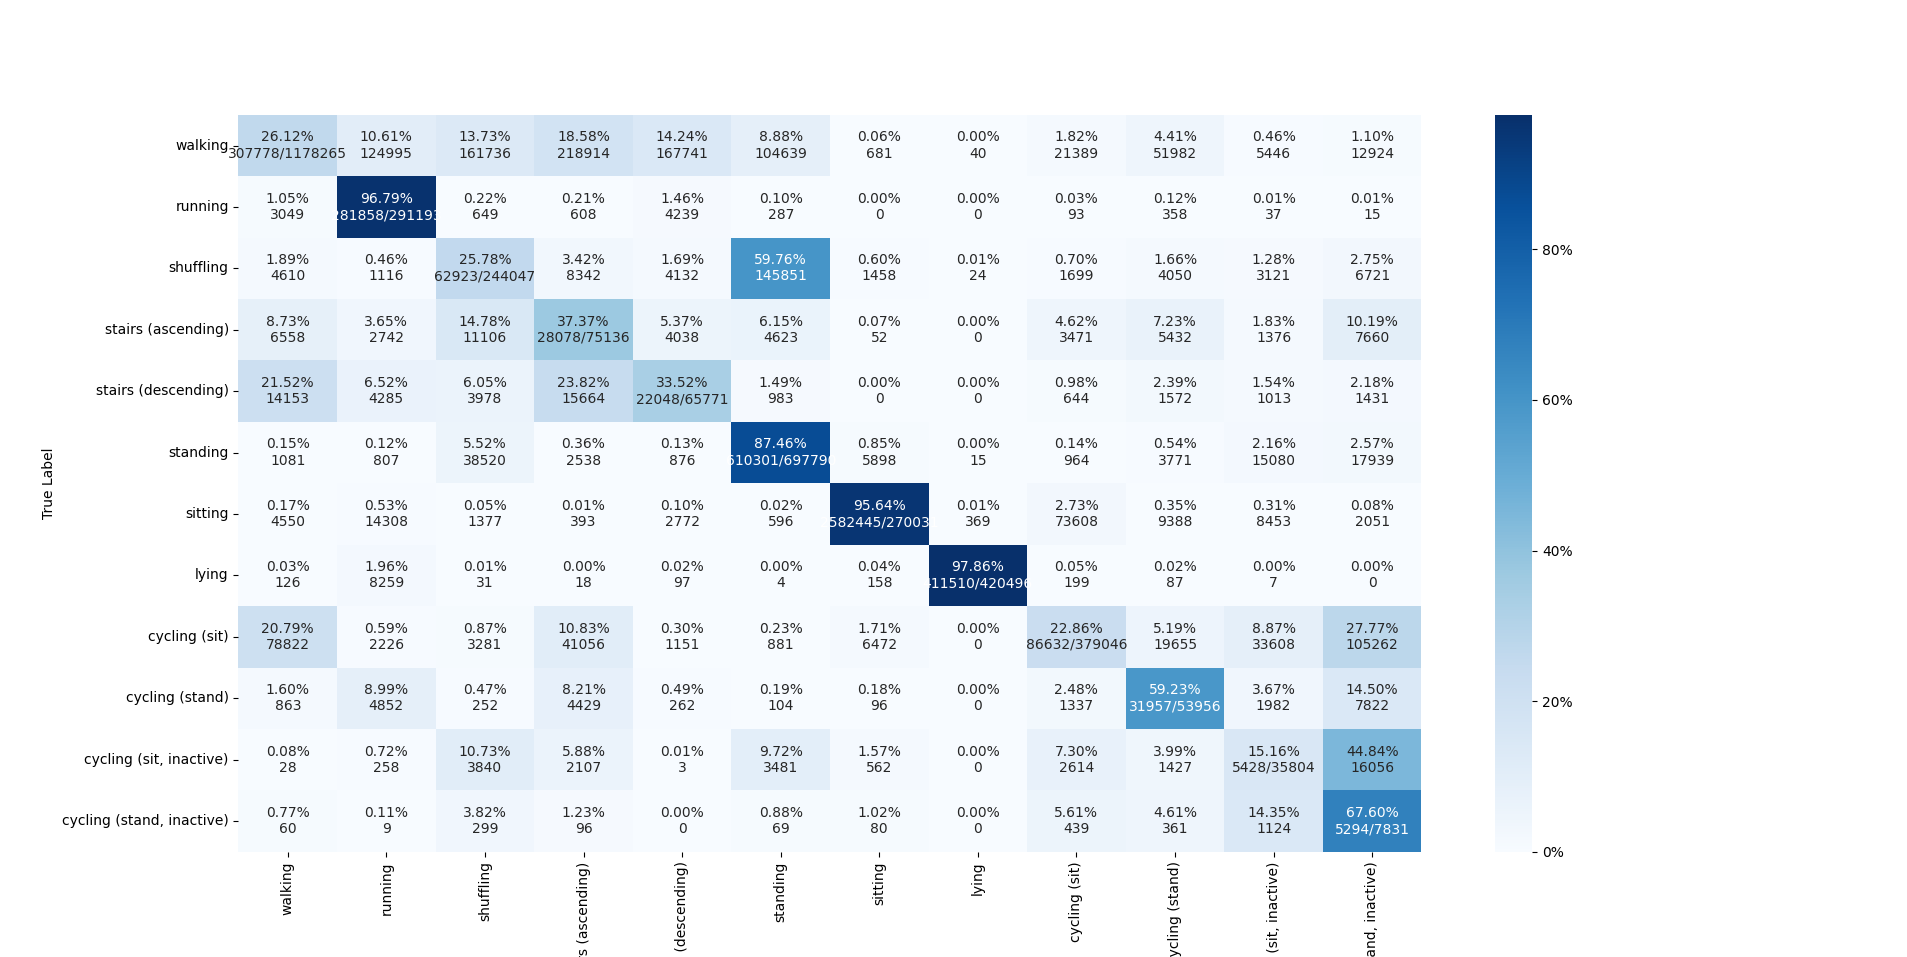 walking
26.12% 10.61% 13.73% 18.58% 14.24% 8.88% 0.06% 0.00% 1.82% 4.41% 0.46% 1.10%
307778/1178265 124995 161736 218914 167741 104639 681 40 21389 51982 5446 12924
running
1.05% 96.79% 0.22% 0.21% 1.46% 0.10% 0.00% 0.00% 0.03% 0.12% 0.01% 0.01%
3049 281858/291193 649 608 4239 287 0 0 93 358 37 15
shuffling
1.89% 0.46% 25.78% 3.42% 1.69% 59.76% 0.60% 0.01% 0.70% 1.66% 1.28% 2.75%
4610 1116 62923/244047 8342 4132 145851 1458 24 1699 4050 3121 6721
stairs (ascending)
8.73% 3.65% 14.78% 37.37% 5.37% 6.15% 0.07% 0.00% 4.62% 7.23% 1.83% 10.19%
6558 2742 11106 28078/75136 4038 4623 52 0 3471 5432 1376 7660
stairs (descending)
21.52% 6.52% 6.05% 23.82% 33.52% 1.49% 0.00% 0.00% 0.98% 2.39% 1.54% 2.18%
14153 4285 3978 15664 22048/65771 983 0 0 644 1572 1013 1431
standing
0.15% 0.12% 5.52% 0.36% 0.13% 87.46% 0.85% 0.00% 0.14% 0.54% 2.16% 2.57%
1081 807 38520 2538 876 610301/697790 5898 15 964 3771 15080 17939
sitting
0.17% 0.53% 0.05% 0.01% 0.10% 0.02% 95.64% 0.01% 2.73% 0.35% 0.31% 0.08%
4550 14308 1377 393 2772 596 2582445/27003 369 73608 9388 8453 2051
lying
0.03% 1.96% 0.01% 0.00% 0.02% 0.00% 0.04% 97.86% 0.05% 0.02% 0.00% 0.00%
126 8259 31 18 97 4 158 411510/420496 199 87 7 0
cycling (sit)
20.79% 0.59% 0.87% 10.83% 0.30% 0.23% 1.71% 0.00% 22.86% 5.19% 8.87% 27.77%
78822 2226 3281 41056 1151 881 6472 0 86632/379046 19655 33608 105262
cycling (stand)
1.60% 8.99% 0.47% 8.21% 0.49% 0.19% 0.18% 0.00% 2.48% 59.23% 3.67% 14.50%
863 4852 252 4429 262 104 96 0 1337 31957/53956 1982 7822
cycling (sit, inactive)
0.08% 0.72% 10.73% 5.88% 0.01% 9.72% 1.57% 0.00% 7.30% 3.99% 15.16% 44.84%
28 258 3840 2107 3 3481 562 0 2614 1427 5428/35804 16056
cycling (stand, inactive)
0.77% 0.11% 3.82% 1.23% 0.00% 0.88% 1.02% 0.00% 5.61% 4.61% 14.35% 67.60%
60 9 299 96 0 69 80 0 439 361 1124 5294/7831
True Label
walking
running
shuffling
rs (ascending)
(descending)
standing
sitting
lying
cycling (sit)
ycling (stand)
(sit, inactive)
and, inactive)
80%
60%
40%
20%
0%